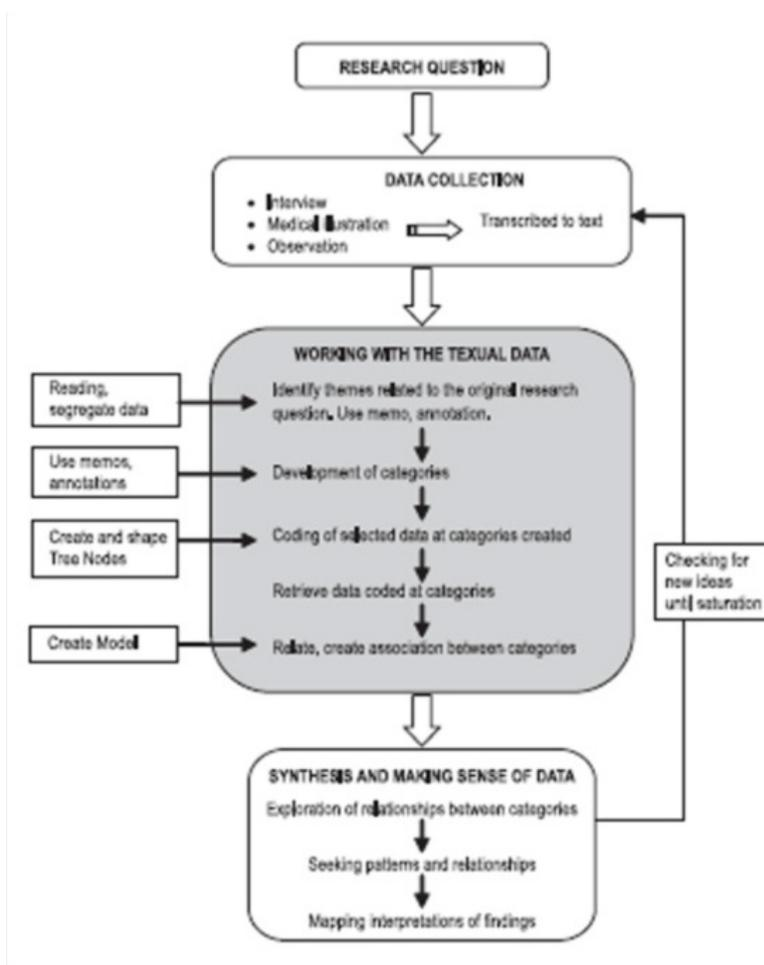 RESEARCH QUESTION
DATA COLLECTION
• Interview
• Medical illustration
• Observation
Transcribed to text
WORKING WITH THE TEXUAL DATA
Reading,
segregate data
Identify themes related to the original research
question. Use memo, annotation.
Use memos,
annotations
Development of categories
Create and shape
Tree Nodes
Coding of selected data at categories created
Retrieve data coded at categories
Create Model
Relate, create association between categories
Checking for
new ideas
until saturation
SYNTHESIS AND MAKING SENSE OF DATA
Exploration of relationships between categories
Seeking patterns and relationships
Mapping interpretations of findings